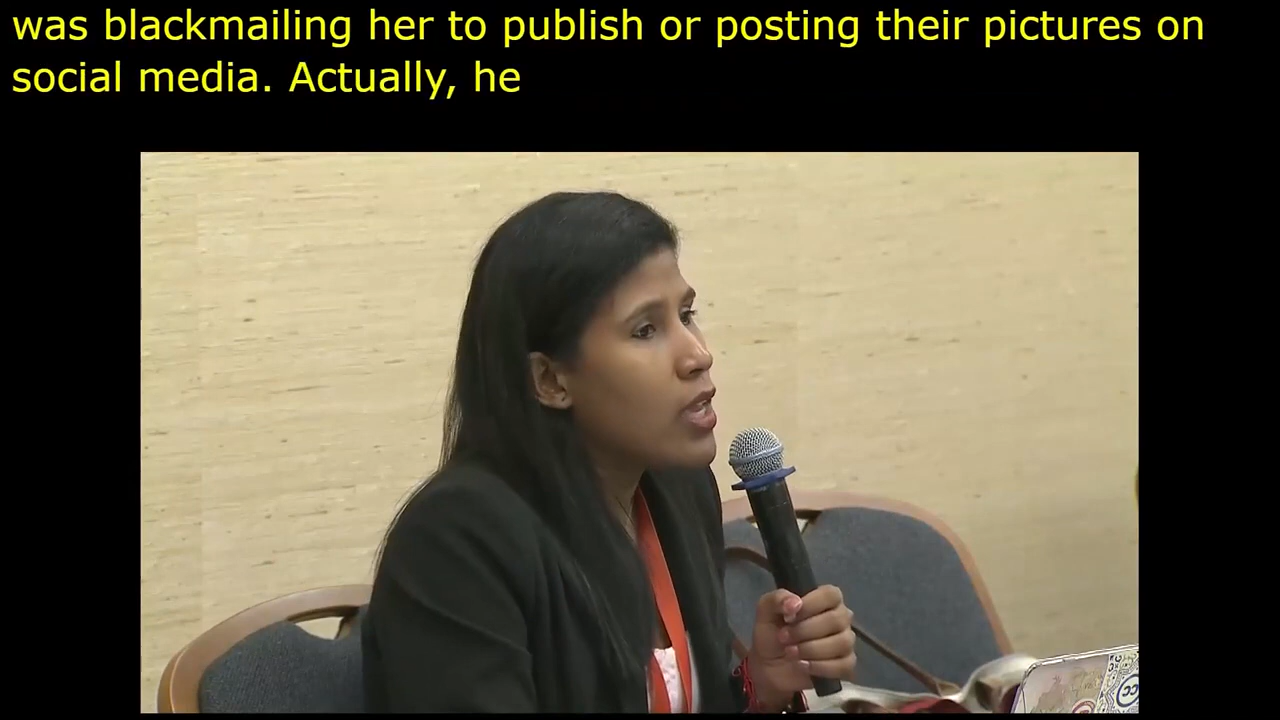 was blackmailing her to publish or posting their pictures on
social media. Actually, he